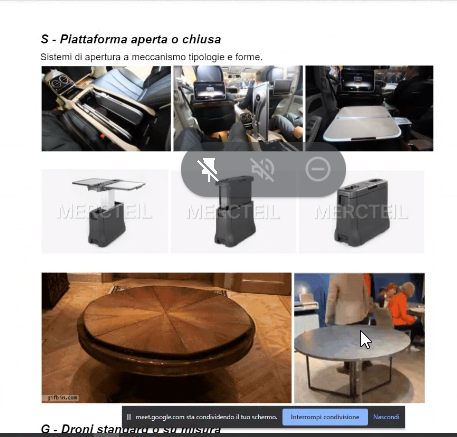 S - Piattaforma aperta o chiusa
Sistemi di apertura a meccanismo tipologie e forme.
MERCTEIL MERCTEIL MERCTEIL
gifbin.com
meet.google.com sta condividendo il tuo schermo. Interrompi condivisione Nascondi
G - Droni standard o su misura